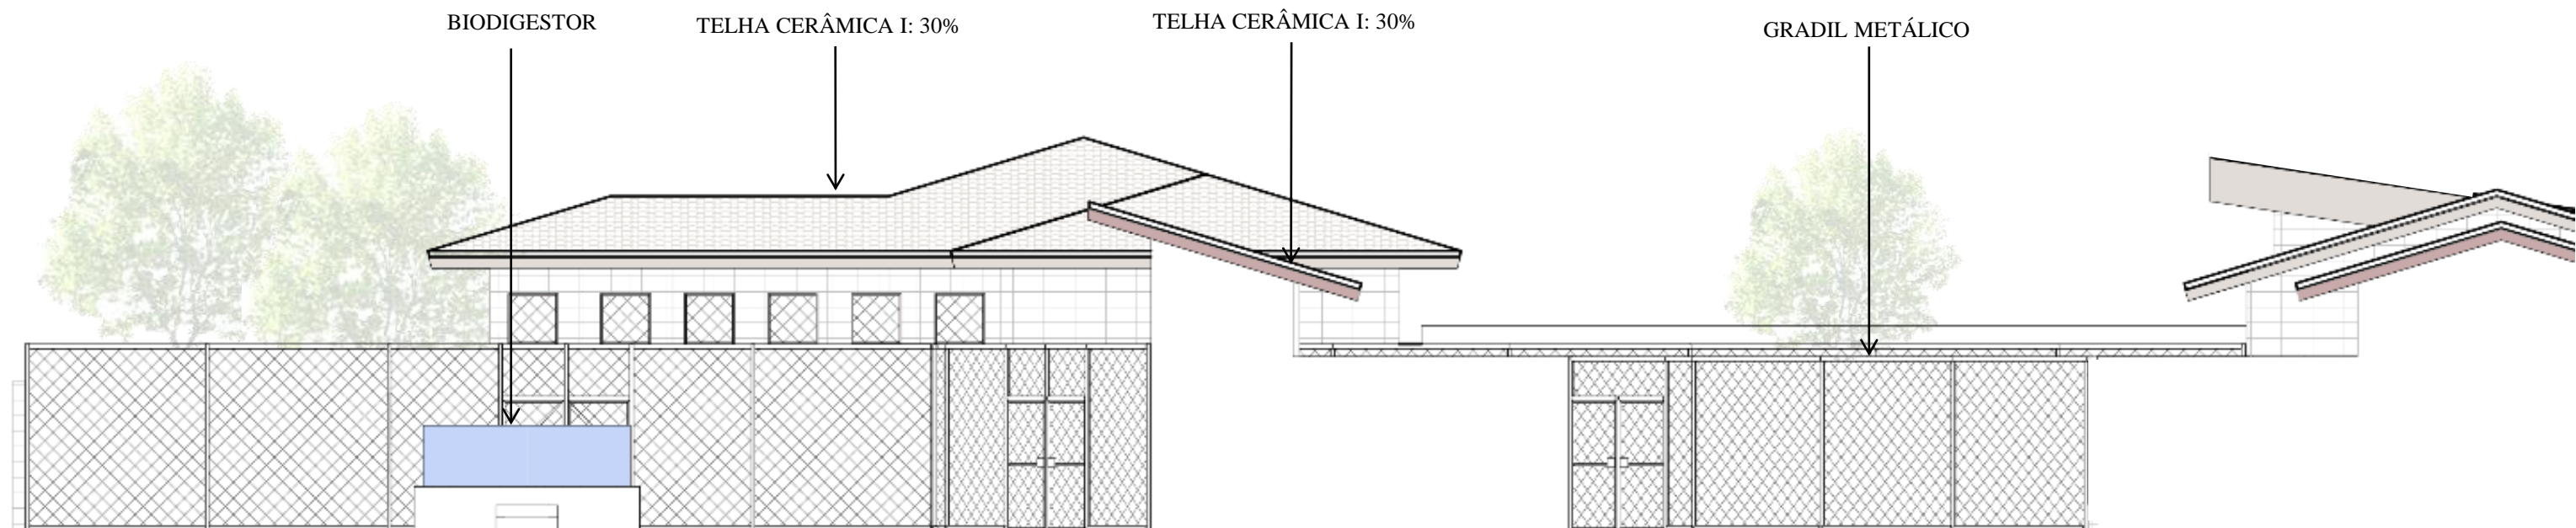 BIODIGESTOR
TELHA CERÂMICA I: 30%
TELHA CERÂMICA I: 30%
GRADIL METÁLICO